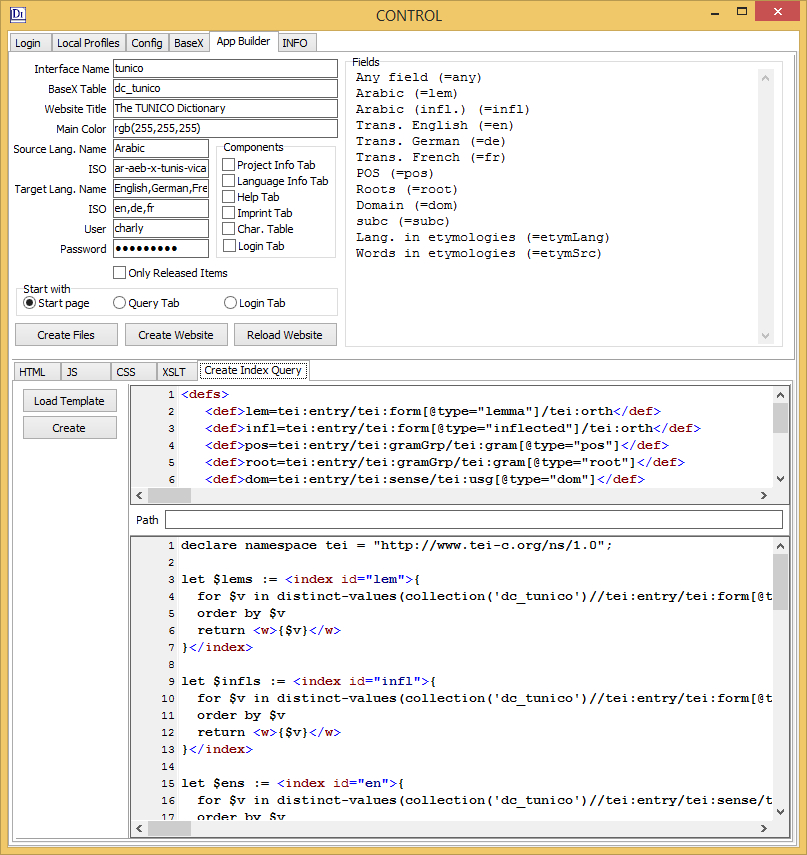 CONTROL
Login Local Profiles Config BaseX App Builder INFO
Interface Name tunico
BaseX Table dc_tunico
Website Title The TUNICO Dictionary
Main Color rgb(255,255,255)
Source Lang. Name Arabic
ISO ar-aeb-x-tunis-vica
Target Lang. Name English,German,Fre
ISO en,de,fr
User charly
Password ●●●●●●●●●
Components
Project Info Tab
Language Info Tab
Help Tab
Imprint Tab
Char. Table
Login Tab
Only Released Items
Start with
Start page Query Tab Login Tab
Create Files Create Website Reload Website
Fields
Any field (=any)
Arabic (=lem)
Arabic (infl.) (=infl)
Trans. English (=en)
Trans. German (=de)
Trans. French (=fr)
POS (=pos)
Roots (=root)
Domain (=dom)
subc (=subc)
Lang. in etymologies (=etymLang)
Words in etymologies (=etymSrc)
HTML JS CSS XSLT Create Index Query
Load Template
Create
1 <defs>
2 <def>lem=tei:entry/tei:form[@type="lemma"]/tei:orth</def>
3 <def>infl=tei:entry/tei:form[@type="inflected"]/tei:orth</def>
4 <def>pos=tei:entry/tei:gramGrp/tei:gram[@type="pos"]</def>
5 <def>root=tei:entry/tei:gramGrp/tei:gram[@type="root"]</def>
6 <def>dom=tei:entry/tei:sense/tei:usg[@type="dom"]</def>
Path
1 declare namespace tei = "http://www.tei-c.org/ns/1.0";
2
3 let $lems := <index id="lem">{
4 for $v in distinct-values(collection('dc_tunico')//tei:entry/tei:form[@t
5 order by $v
6 return <w>{$v}</w>
7 }</index>
8
9 let $infls := <index id="infl">{
10 for $v in distinct-values(collection('dc_tunico')//tei:entry/tei:form[@t
11 order by $v
12 return <w>{$v}</w>
13 }</index>
14
15 let $ens := <index id="en">{
16 for $v in distinct-values(collection('dc_tunico')//tei:entry/tei:sense/t
17 order by $v